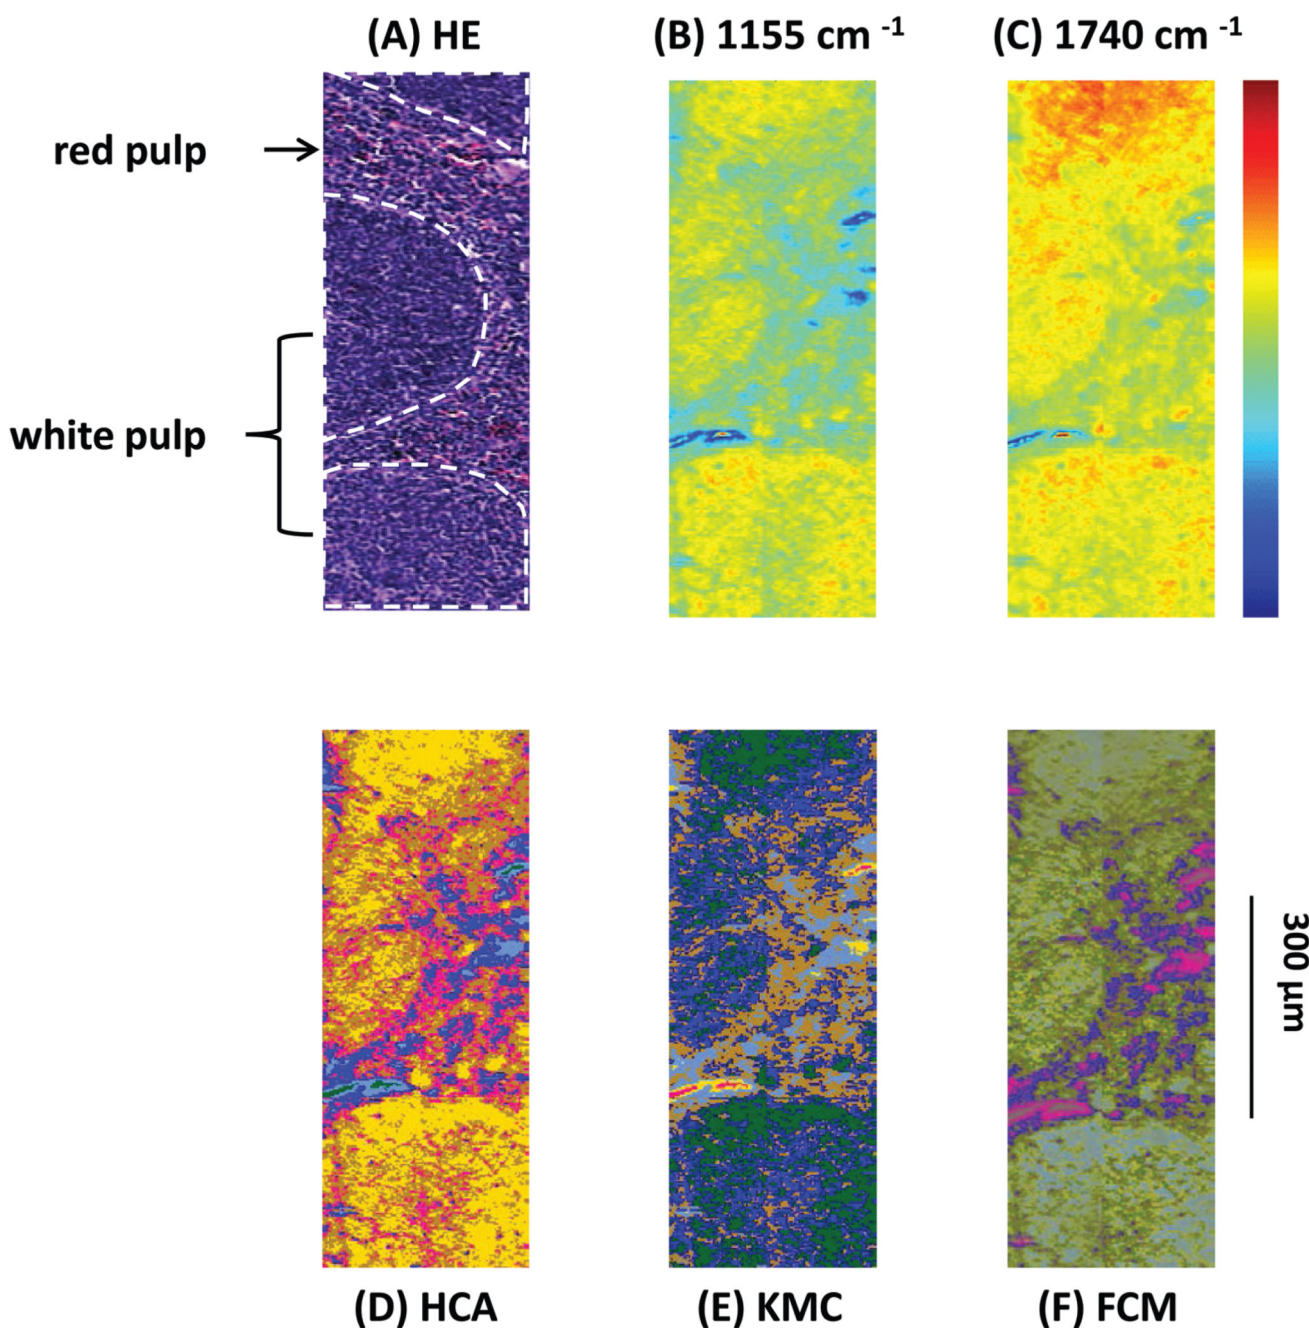 (A) HE
(B) 1155 cm -1
(C) 1740 cm -1
red pulp
white pulp
300 µm
(D) HCA
(E) KMC
(F) FCM